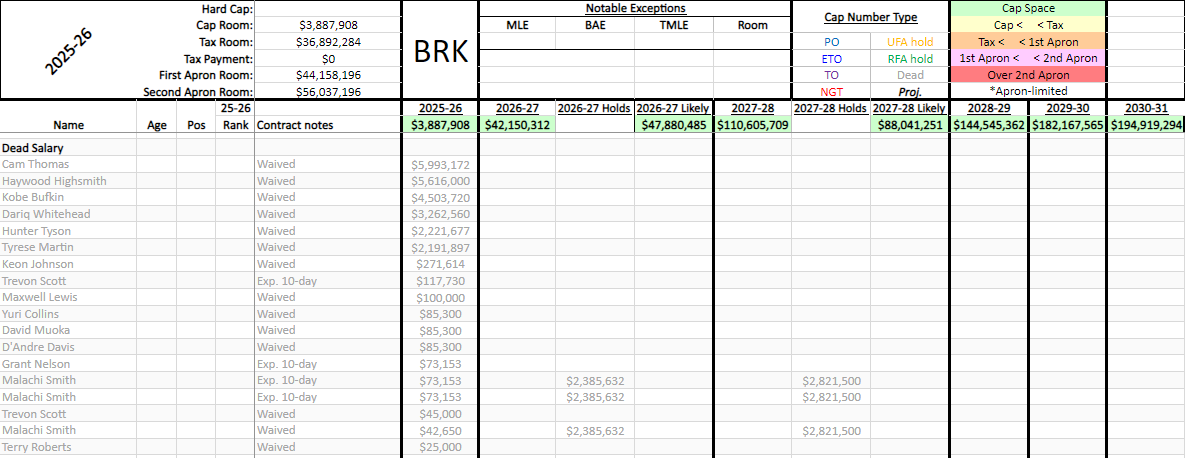 2025-26
Hard Cap:
Cap Room: $3,887,908
Tax Room: $36,892,284
Tax Payment: $0
First Apron Room: $44,158,196
Second Apron Room: $56,037,196
BRK
Notable Exceptions
MLE BAE TMLE Room
Cap Number Type
PO UFA hold
ETO RFA hold
TO Dead
NGT Proj.
Cap Space
Cap < < Tax
Tax < < 1st Apron
1st Apron < < 2nd Apron
Over 2nd Apron
*Apron-limited
25-26 2025-26 2026-27 2026-27 Holds 2026-27 Likely 2027-28 2027-28 Holds 2027-28 Likely 2028-29 2029-30 2030-31
Name Age Pos Rank Contract notes $3,887,908 $42,150,312 $47,880,485 $110,605,709 $88,041,251 $144,545,362 $182,167,565 $194,919,294
Dead Salary
Cam Thomas Waived $5,993,172
Haywood Highsmith Waived $5,616,000
Kobe Bufkin Waived $4,503,720
Dariq Whitehead Waived $3,262,560
Hunter Tyson Waived $2,221,677
Tyrese Martin Waived $2,191,897
Keon Johnson Waived $271,614
Trevon Scott Exp. 10-day $117,730
Maxwell Lewis Waived $100,000
Yuri Collins Waived $85,300
David Muoka Waived $85,300
D'Andre Davis Waived $85,300
Grant Nelson Exp. 10-day $73,153
Malachi Smith Exp. 10-day $73,153 $2,385,632 $2,821,500
Malachi Smith Exp. 10-day $73,153 $2,385,632 $2,821,500
Trevon Scott Waived $45,000
Malachi Smith Waived $42,650 $2,385,632 $2,821,500
Terry Roberts Waived $25,000